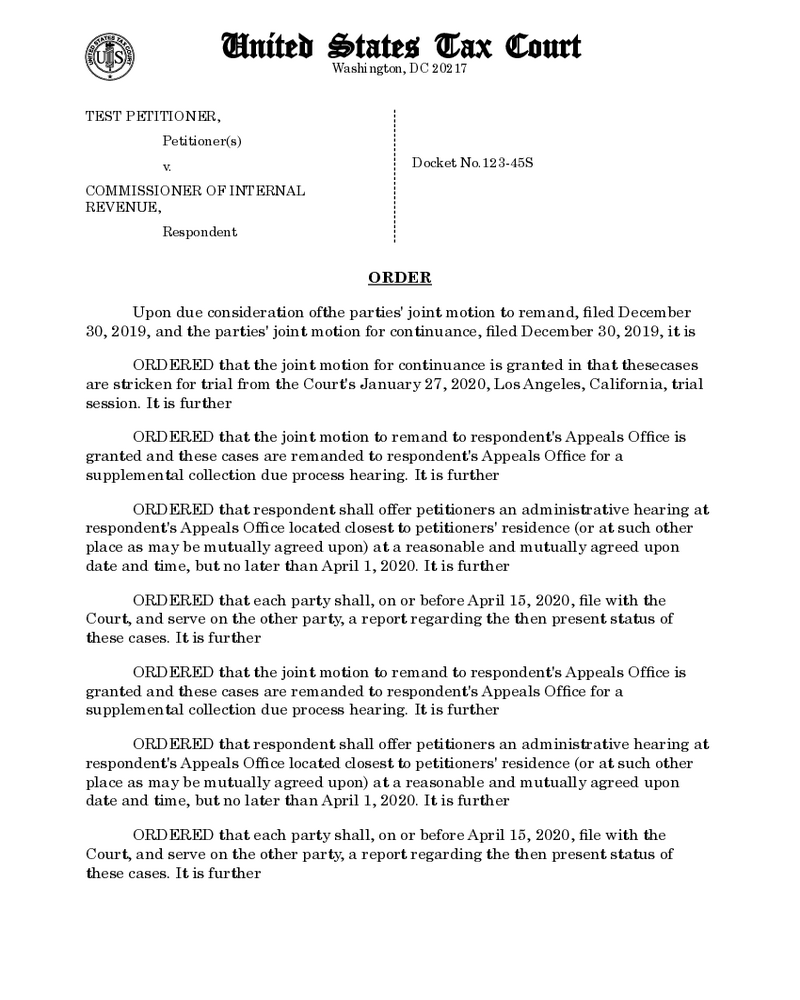 United States Tax Court
Washington, DC 20217
UNITED STATES TAX COURT
US
TEST PETITIONER,
Petitioner(s)
v.
COMMISSIONER OF INTERNAL
REVENUE,
Respondent
Docket No.123-45S
ORDER
Upon due consideration ofthe parties' joint motion to remand, filed December
30, 2019, and the parties' joint motion for continuance, filed December 30, 2019, it is
ORDERED that the joint motion for continuance is granted in that thesecases
are stricken for trial from the Court's January 27, 2020, Los Angeles, California, trial
session. It is further
ORDERED that the joint motion to remand to respondent's Appeals Office is
granted and these cases are remanded to respondent's Appeals Office for a
supplemental collection due process hearing. It is further
ORDERED that respondent shall offer petitioners an administrative hearing at
respondent's Appeals Office located closest to petitioners' residence (or at such other
place as may be mutually agreed upon) at a reasonable and mutually agreed upon
date and time, but no later than April 1, 2020. It is further
ORDERED that each party shall, on or before April 15, 2020, file with the
Court, and serve on the other party, a report regarding the then present status of
these cases. It is further
ORDERED that the joint motion to remand to respondent's Appeals Office is
granted and these cases are remanded to respondent's Appeals Office for a
supplemental collection due process hearing. It is further
ORDERED that respondent shall offer petitioners an administrative hearing at
respondent's Appeals Office located closest to petitioners' residence (or at such other
place as may be mutually agreed upon) at a reasonable and mutually agreed upon
date and time, but no later than April 1, 2020. It is further
ORDERED that each party shall, on or before April 15, 2020, file with the
Court, and serve on the other party, a report regarding the then present status of
these cases. It is further